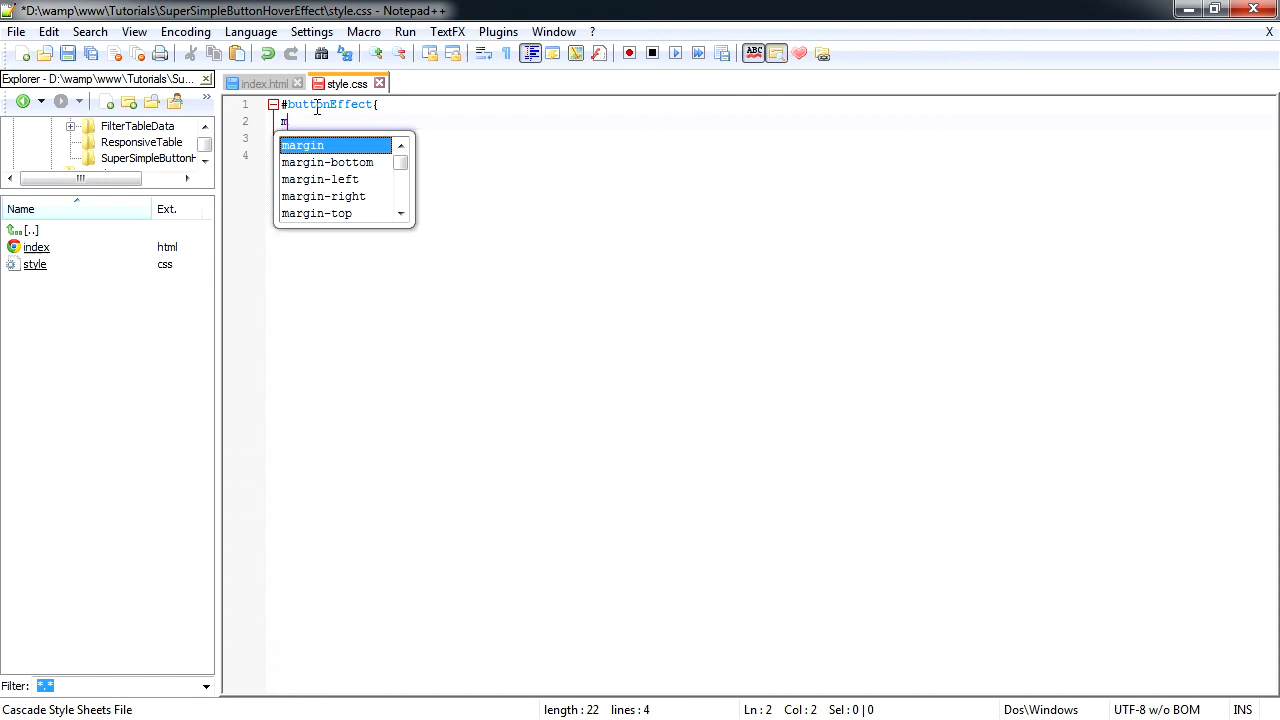 *D:\wamp\www\Tutorials\SuperSimpleButtonHoverEffect\style.css - Notepad++
File Edit Search View Encoding Language Settings Macro Run TextFX Plugins Window ? X
Explorer - D:\wamp\www\Tutorials\Su...
index.html style.css
FilterTableData
ResponsiveTable
SuperSimpleButtonH
Name Ext.
[..]
index html
style css
1 #buttonEffect{
2 m
3
4
margin
margin-bottom
margin-left
margin-right
margin-top
Filter: *.*
Cascade Style Sheets File length : 22 lines : 4 Ln : 2 Col : 2 Sel : 0 | 0 Dos\Windows UTF-8 w/o BOM INS